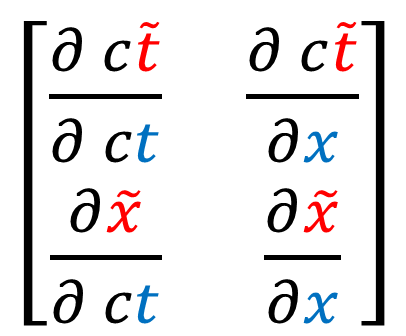 ∂ ct̃ ∂ ct̃
∂ ct ∂x
∂x̃ ∂x̃
∂ ct ∂x